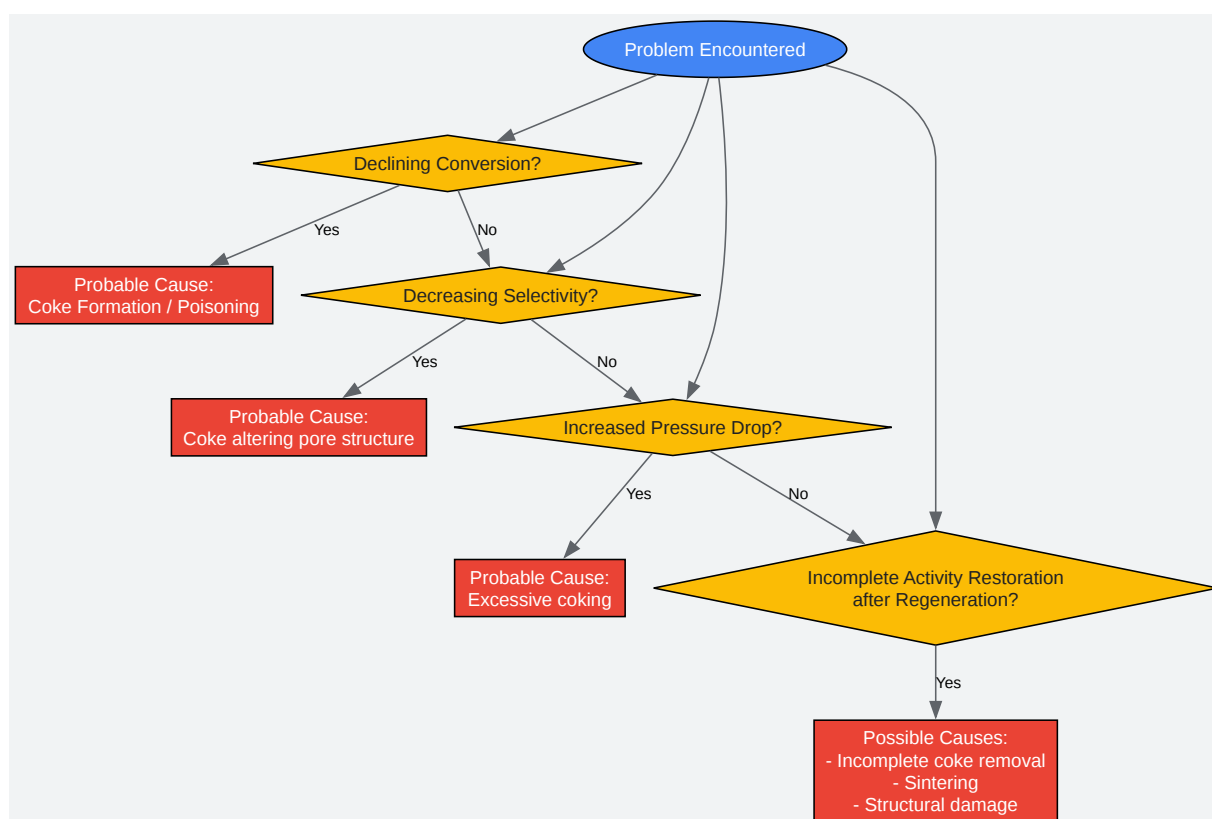 Problem Encountered
Declining Conversion?
Yes
No
Probable Cause:
Coke Formation / Poisoning
Decreasing Selectivity?
Yes
No
Probable Cause:
Coke altering pore structure
Increased Pressure Drop?
Yes
No
Probable Cause:
Excessive coking
Incomplete Activity Restoration
after Regeneration?
Yes
Possible Causes:
- Incomplete coke removal
- Sintering
- Structural damage